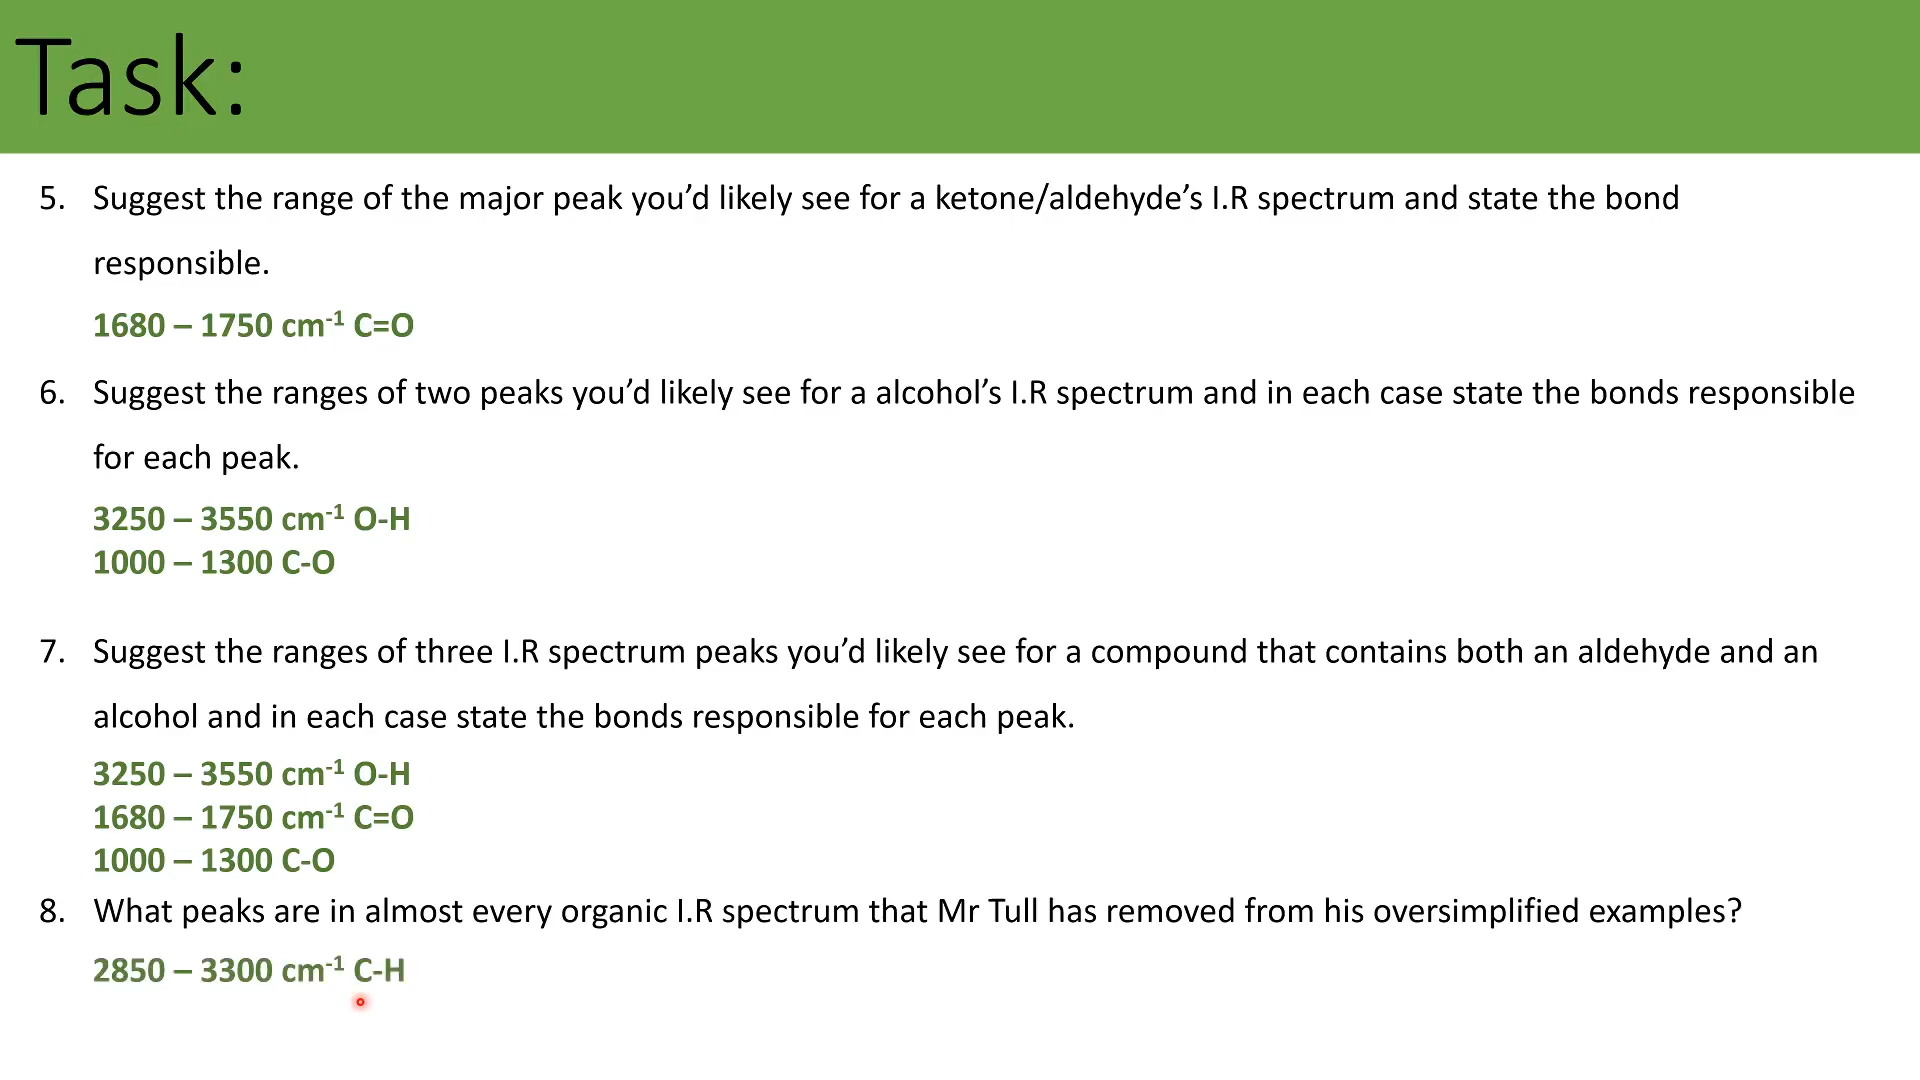 Task:
5. Suggest the range of the major peak you’d likely see for a ketone/aldehyde’s I.R spectrum and state the bond
responsible.
1680 – 1750 cm⁻¹ C=O
6. Suggest the ranges of two peaks you’d likely see for a alcohol’s I.R spectrum and in each case state the bonds responsible
for each peak.
3250 – 3550 cm⁻¹ O-H
1000 – 1300 C-O
7. Suggest the ranges of three I.R spectrum peaks you’d likely see for a compound that contains both an aldehyde and an
alcohol and in each case state the bonds responsible for each peak.
3250 – 3550 cm⁻¹ O-H
1680 – 1750 cm⁻¹ C=O
1000 – 1300 C-O
8. What peaks are in almost every organic I.R spectrum that Mr Tull has removed from his oversimplified examples?
2850 – 3300 cm⁻¹ C-H